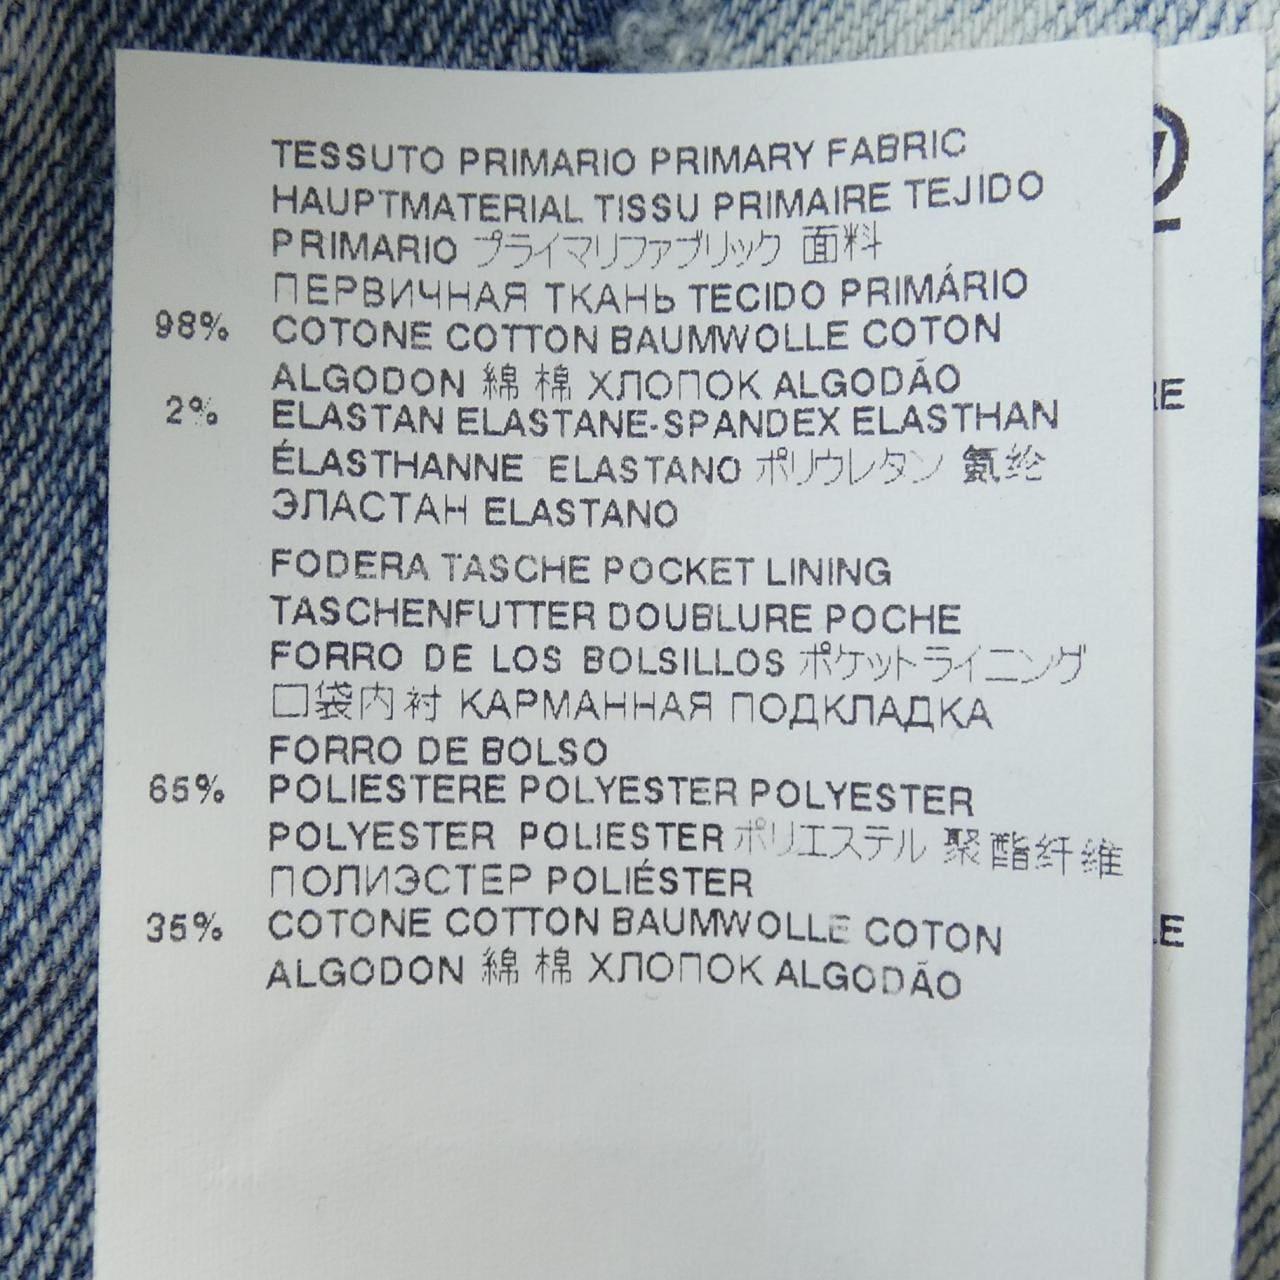 TESSUTO PRIMARIO PRIMARY FABRIC
HAUPTMATERIAL TISSU PRIMAIRE TEJIDO
PRIMARIO プライマリファブリック 面料
ПЕРВИЧНАЯ ТКАНЬ TECIDO PRIMÁRIO
98% COTONE COTTON BAUMWOLLE COTON
ALGODON 綿 棉 ХЛОПОК ALGODÃO
2% ELASTAN ELASTANE-SPANDEX ELASTHAN
ÉLASTHANNE ELASTANO ポリウレタン 氨纶
ЭЛАСТАН ELASTANO
FODERA TASCHE POCKET LINING
TASCHENFUTTER DOUBLURE POCHE
FORRO DE LOS BOLSILLOS ポケットライニング
口袋内衬 КАРМАННАЯ ПОДКЛАДКА
FORRO DE BOLSO
65% POLIESTERE POLYESTER POLYESTER
POLYESTER POLIESTER ポリエステル 聚酯纤维
ПОЛИЭСТЕР POLIÉSTER
35% COTONE COTTON BAUMWOLLE COTON
ALGODON 綿 棉 ХЛОПОК ALGODÃO